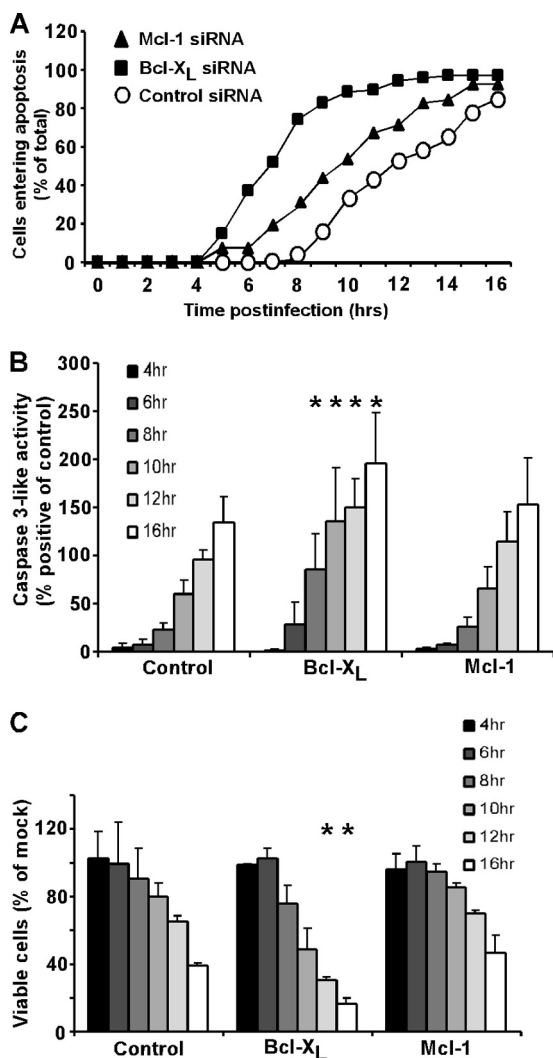 A
Mcl-1 siRNA
Bcl-XL siRNA
Control siRNA
Cells entering apoptosis
(% of total)
120
100
80
60
40
20
0
0 2 4 6 8 10 12 14 16
Time postinfection (hrs)
B
Caspase 3-like activity
(% positive of control)
300
250
200
150
100
50
0
4hr
6hr
8hr
10hr
12hr
16hr
* * * *
Control Bcl-XL Mcl-1
C
Viable cells (% of mock)
120
80
40
0
4hr
6hr
8hr
10hr
12hr
16hr
* *
Control Bcl-XL Mcl-1